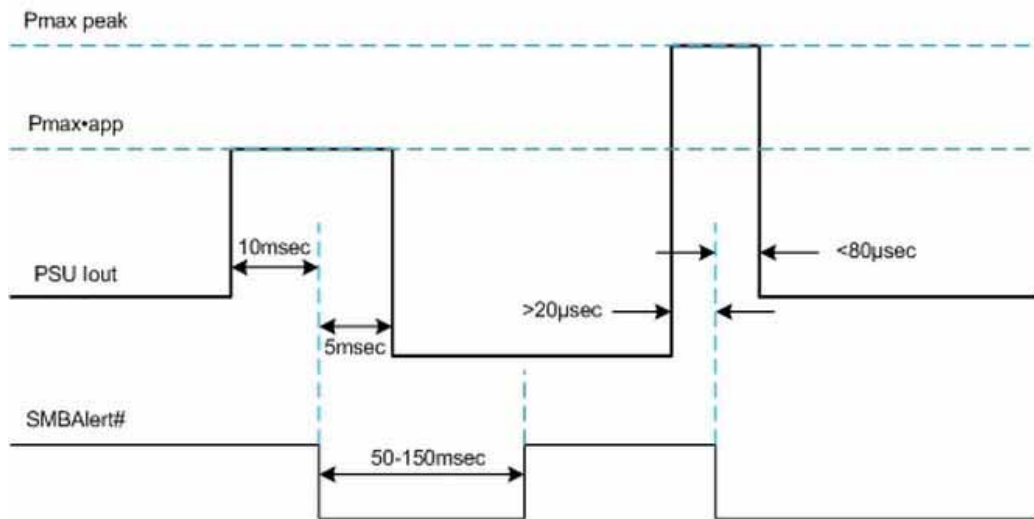 Pmax peak
Pmax•app
10msec
PSU Iout
<80µsec
>20µsec
5msec
SMBAlert#
50-150msec